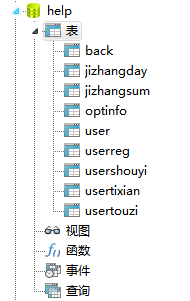 help
表
back
jizhangday
jizhangsum
optinfo
user
userreg
usershouyi
usertixian
usertouzi
视图
函数
事件
查询